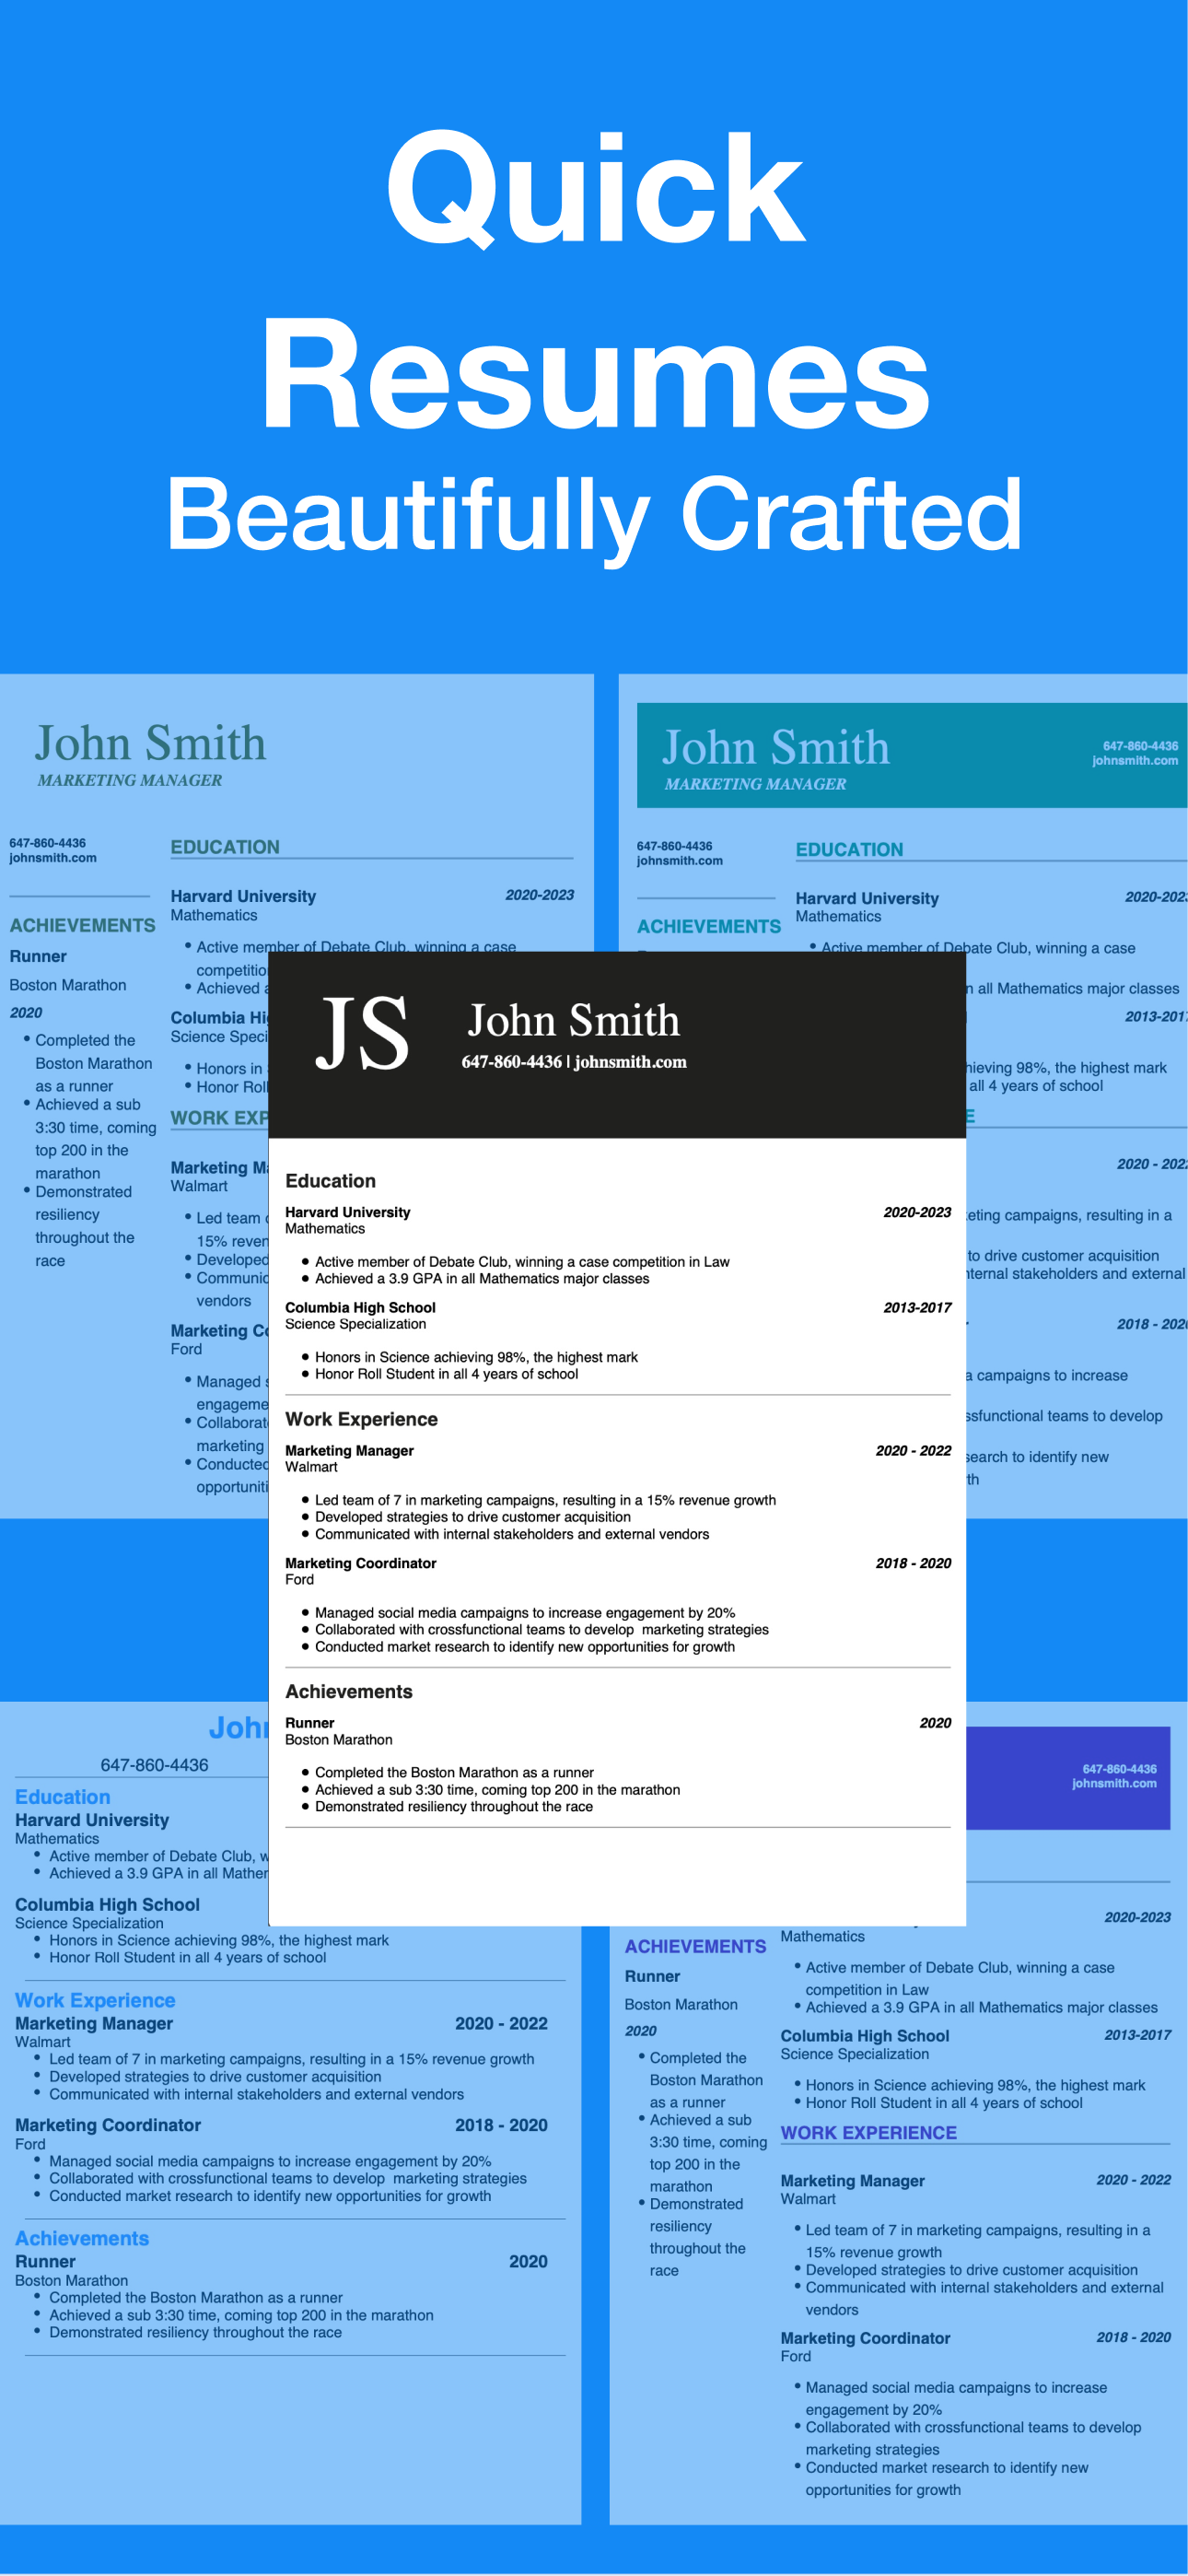 Quick
Resumes
Beautifully Crafted
John Smith
MARKETING MANAGER
647-860-4436
johnsmith.com
ACHIEVEMENTS
Runner
Boston Marathon
2020
Completed the
Boston Marathon
as a runner
Achieved a sub
3:30 time, coming
top 200 in the
marathon
Demonstrated
resiliency
throughout the
race
EDUCATION
Harvard University 2020-2023
Mathematics
Active member of Debate Club, winning a case
Achieved
Columbia
Science
Honors in
Honor Roll
WORK
Marketing
Walmart
Led team
15%
Developed
vendors
Marketing
Ford
Managed
marketing
Conducted
John Smith
MARKETING MANAGER
647-860-4436
johnsmith.com
647-860-4436
johnsmith.com
ACHIEVEMENTS
EDUCATION
Harvard University 2020-2023
Mathematics
Active member of Debate Club, winning a case
all Mathematics major classes
2013-2017
98%, the highest mark
all 4 years of school
2020 - 2022
campaigns, resulting in a
to drive customer acquisition
stakeholders and external
2018 - 2020
campaigns to increase
teams to develop
to identify new
JS
John Smith
647-860-4436 | johnsmith.com
Education
Harvard University 2020-2023
Mathematics
Active member of Debate Club, winning a case competition in Law
Achieved a 3.9 GPA in all Mathematics major classes
Columbia High School 2013-2017
Science Specialization
Honors in Science achieving 98%, the highest mark
Honor Roll Student in all 4 years of school
Work Experience
Marketing Manager 2020 - 2022
Walmart
Led team of 7 in marketing campaigns, resulting in a 15% revenue growth
Developed strategies to drive customer acquisition
Communicated with internal stakeholders and external vendors
Marketing Coordinator 2018 - 2020
Ford
Managed social media campaigns to increase engagement by 20%
Collaborated with crossfunctional teams to develop marketing strategies
Conducted market research to identify new opportunities for growth
Achievements
Runner 2020
Boston Marathon
Completed the Boston Marathon as a runner
Achieved a sub 3:30 time, coming top 200 in the marathon
Demonstrated resiliency throughout the race
647-860-4436
Education
Harvard University
Mathematics
Active member of Debate Club,
Achieved a 3.9 GPA in all
Columbia High School
Science Specialization
Honors in Science achieving 98%, the highest mark
Honor Roll Student in all 4 years of school
Work Experience
Marketing Manager 2020 - 2022
Walmart
Led team of 7 in marketing campaigns, resulting in a 15% revenue growth
Developed strategies to drive customer acquisition
Communicated with internal stakeholders and external vendors
Marketing Coordinator 2018 - 2020
Ford
Managed social media campaigns to increase engagement by 20%
Collaborated with crossfunctional teams to develop marketing strategies
Conducted market research to identify new opportunities for growth
Achievements
Runner 2020
Boston Marathon
Completed the Boston Marathon as a runner
Achieved a sub 3:30 time, coming top 200 in the marathon
Demonstrated resiliency throughout the race
647-860-4436
johnsmith.com
ACHIEVEMENTS
Runner
Boston Marathon
2020
Completed the
Boston Marathon
as a runner
Achieved a sub
3:30 time, coming
top 200 in the
marathon
Demonstrated
resiliency
throughout the
race
2020-2023
Mathematics
Active member of Debate Club, winning a case
competition in Law
Achieved a 3.9 GPA in all Mathematics major classes
Columbia High School 2013-2017
Science Specialization
Honors in Science achieving 98%, the highest mark
Honor Roll Student in all 4 years of school
WORK EXPERIENCE
Marketing Manager 2020 - 2022
Walmart
Led team of 7 in marketing campaigns, resulting in a
15% revenue growth
Developed strategies to drive customer acquisition
Communicated with internal stakeholders and external
vendors
Marketing Coordinator 2018 - 2020
Ford
Managed social media campaigns to increase
engagement by 20%
Collaborated with crossfunctional teams to develop
marketing strategies
Conducted market research to identify new
opportunities for growth